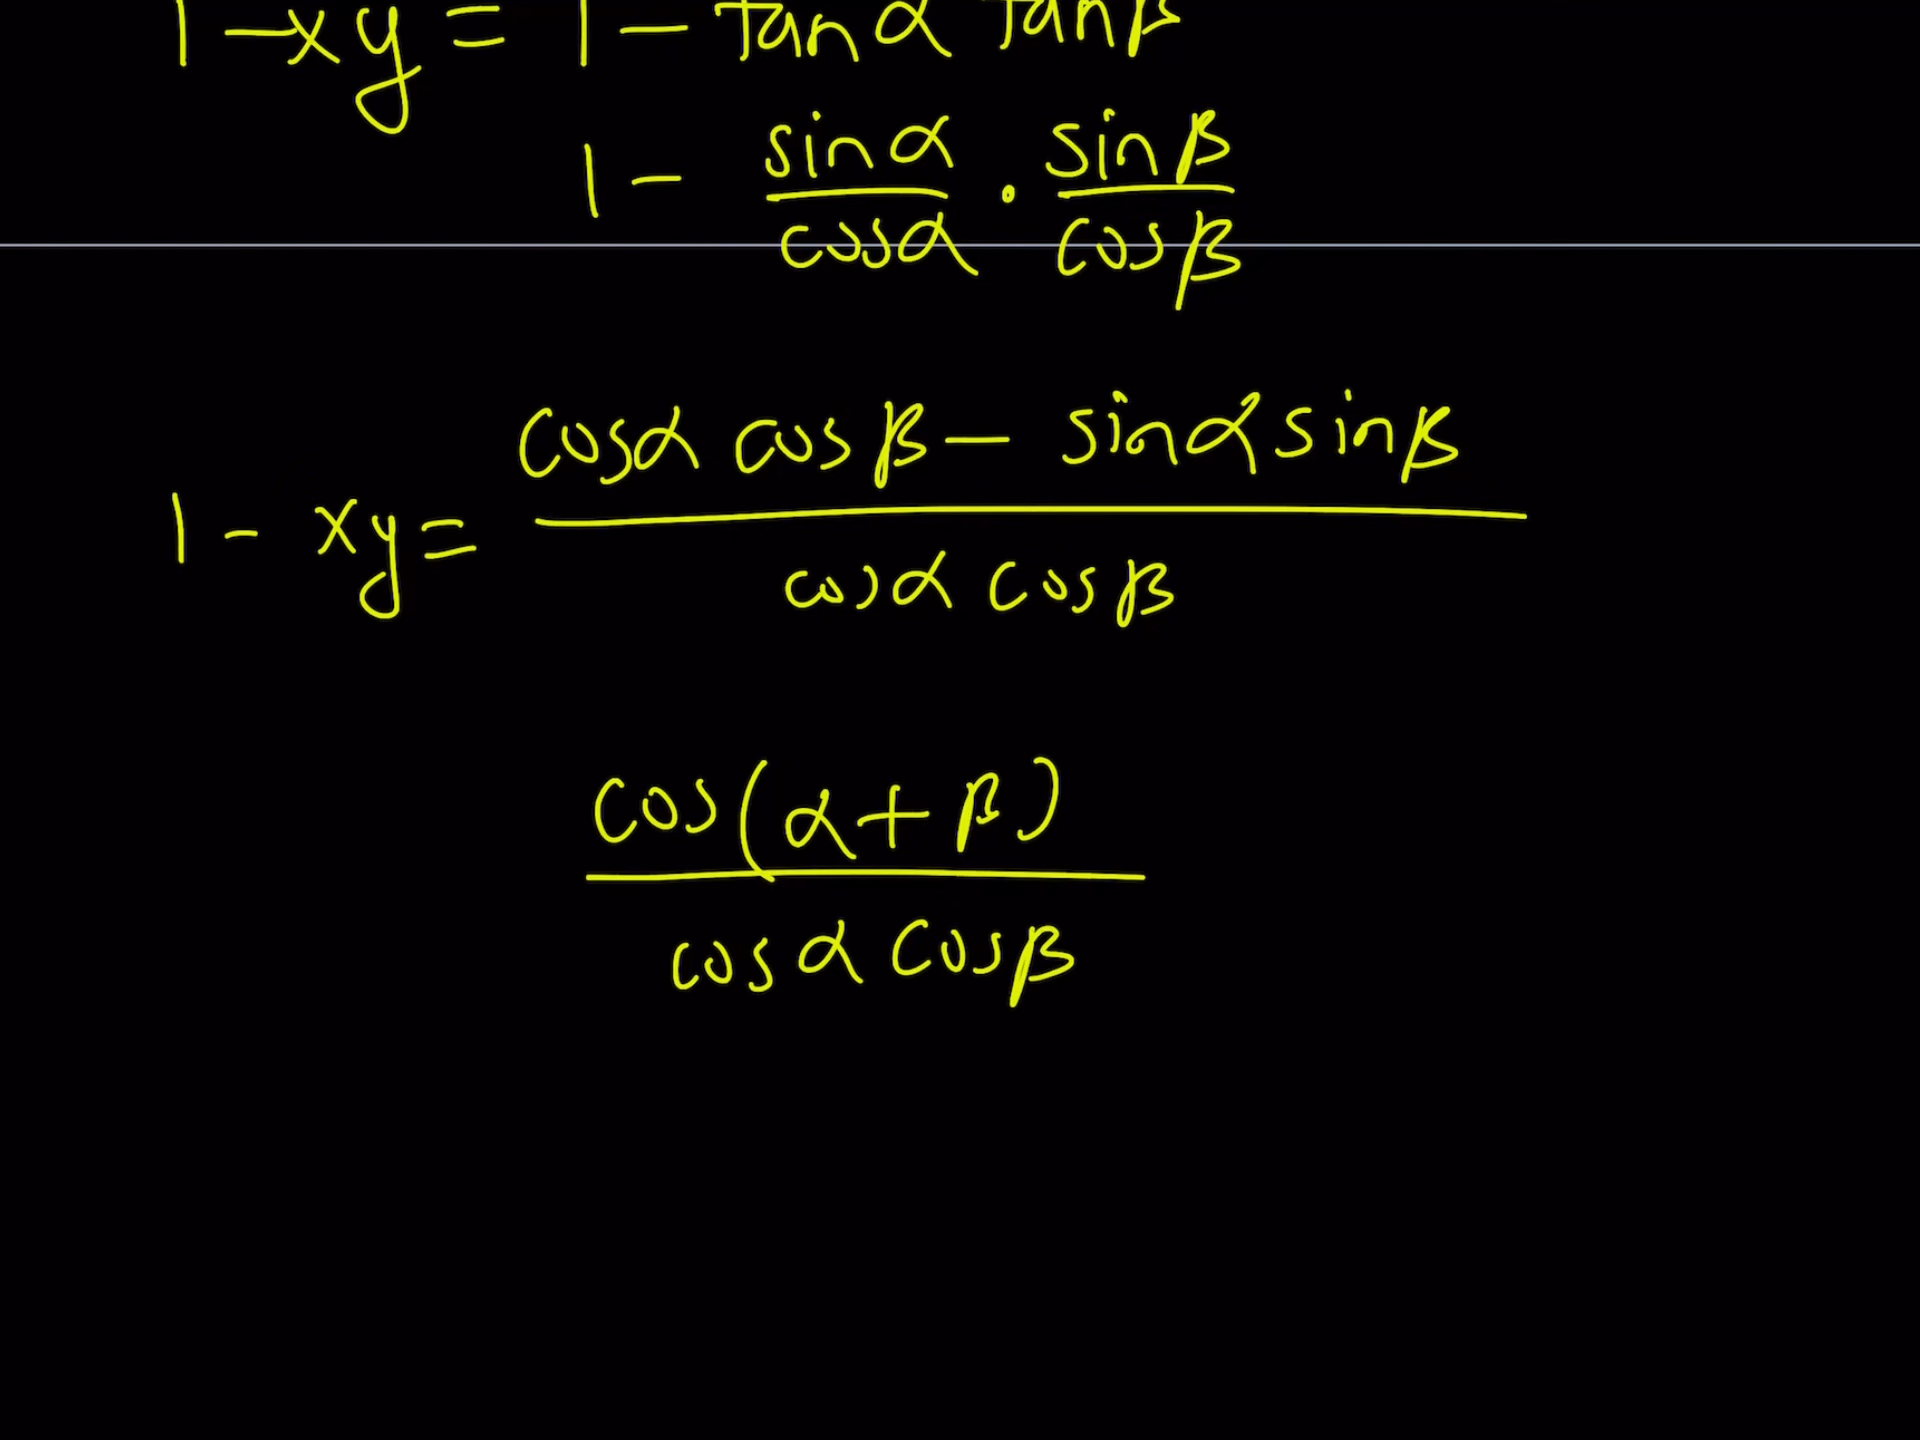 1 - xy = 1 - tan α tan β
1 - sin α / cos α · sin β / cos β
1 - xy = cos α cos β - sin α sin β / cos α cos β
cos(α + β) / cos α cos β